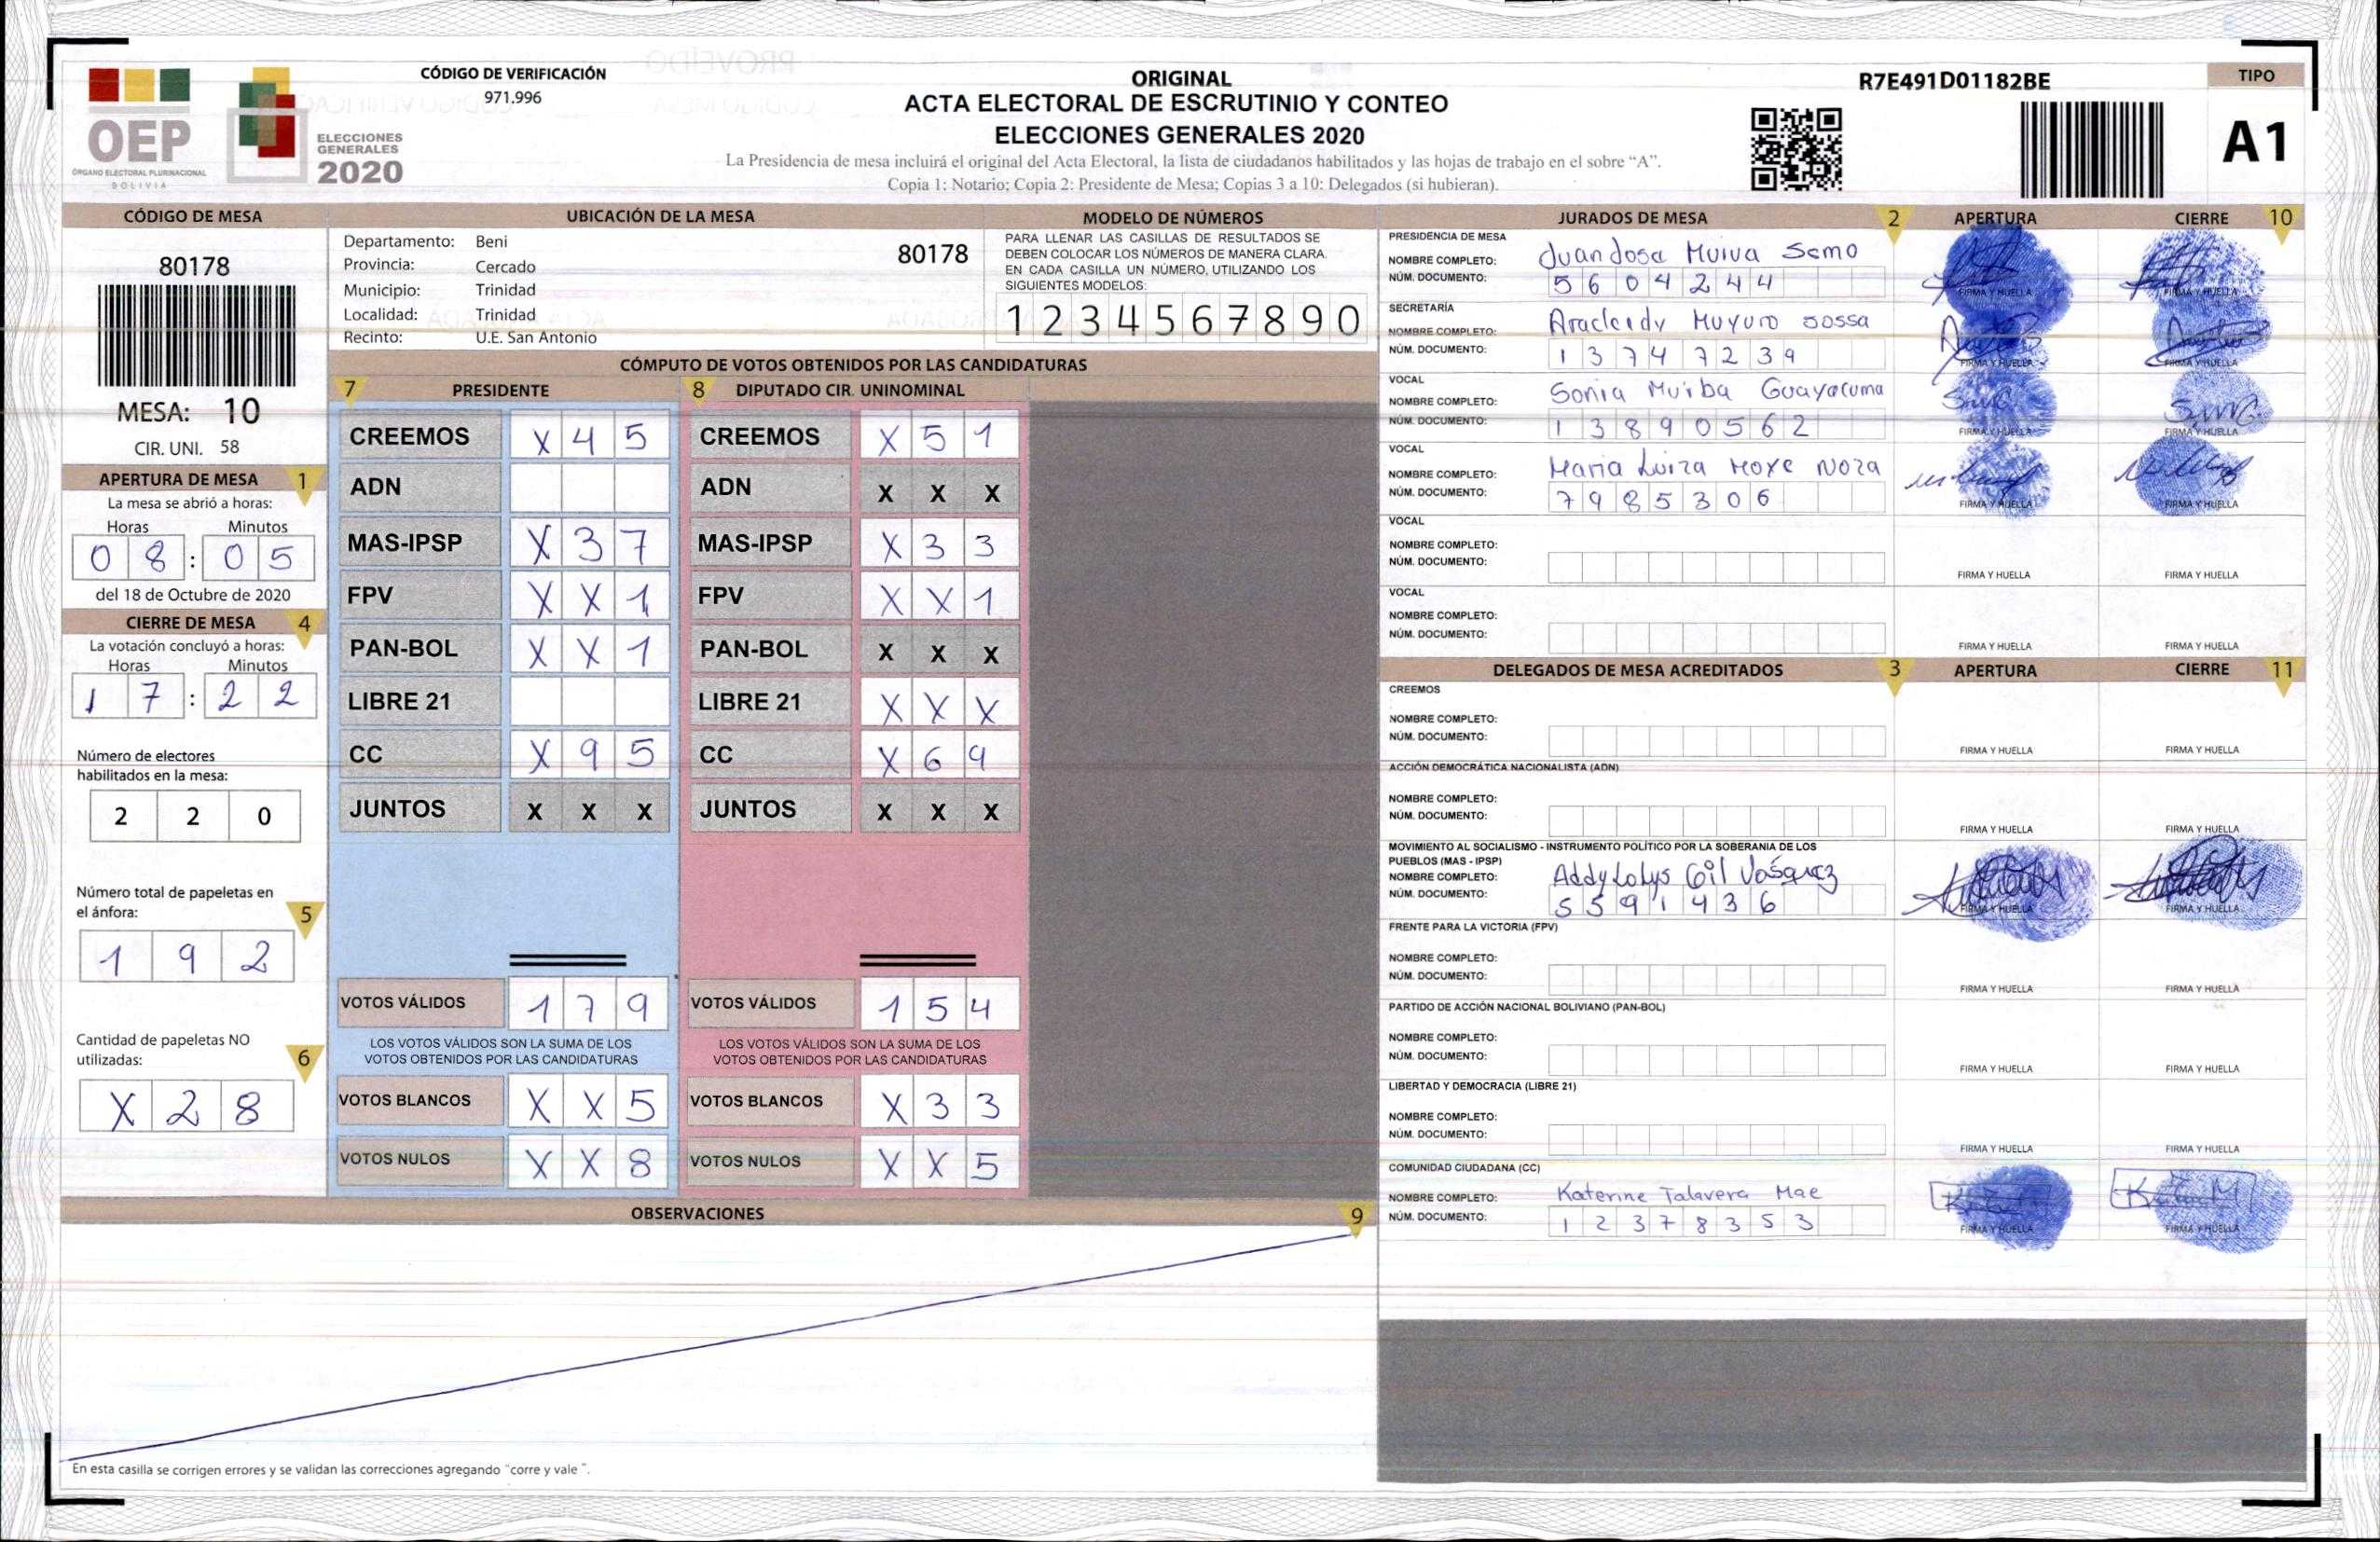 CÓDIGO DE VERIFICACIÓN
971.996
OEP
ÓRGANO ELECTORAL PLURINACIONAL
BOLIVIA
ELECCIONES
GENERALES
2020
ORIGINAL
ACTA ELECTORAL DE ESCRUTINIO Y CONTEO
ELECCIONES GENERALES 2020
La Presidencia de mesa incluirá el original del Acta Electoral, la lista de ciudadanos habilitados y las hojas de trabajo en el sobre “A”.
Copia 1: Notario; Copia 2: Presidente de Mesa; Copias 3 a 10: Delegados (si hubieran).
R7E491D01182BE
TIPO
A1
CÓDIGO DE MESA
80178
MESA: 10
CIR. UNI. 58
APERTURA DE MESA 1
La mesa se abrió a horas:
Horas Minutos
0 8 : 0 5
del 18 de Octubre de 2020
CIERRE DE MESA 4
La votación concluyó a horas:
Horas Minutos
1 7 : 2 2
Número de electores
habilitados en la mesa:
2 2 0
Número total de papeletas en
el ánfora: 5
1 9 2
Cantidad de papeletas NO
utilizadas: 6
X 2 8
UBICACIÓN DE LA MESA
Departamento: Beni 80178
Provincia: Cercado
Municipio: Trinidad
Localidad: Trinidad
Recinto: U.E. San Antonio
MODELO DE NÚMEROS
PARA LLENAR LAS CASILLAS DE RESULTADOS SE
DEBEN COLOCAR LOS NÚMEROS DE MANERA CLARA.
EN CADA CASILLA UN NÚMERO, UTILIZANDO LOS
SIGUIENTES MODELOS:
1 2 3 4 5 6 7 8 9 0
CÓMPUTO DE VOTOS OBTENIDOS POR LAS CANDIDATURAS
7 PRESIDENTE 8 DIPUTADO CIR. UNINOMINAL
CREEMOS X 4 5 CREEMOS X 5 1
ADN ADN X X X
MAS-IPSP X 3 7 MAS-IPSP X 3 3
FPV X X 1 FPV X X 1
PAN-BOL X X 1 PAN-BOL X X X
LIBRE 21 LIBRE 21 X X X
CC X 9 5 CC X 6 9
JUNTOS X X X JUNTOS X X X
VOTOS VÁLIDOS 1 7 9 VOTOS VÁLIDOS 1 5 4
LOS VOTOS VÁLIDOS SON LA SUMA DE LOS LOS VOTOS VÁLIDOS SON LA SUMA DE LOS
VOTOS OBTENIDOS POR LAS CANDIDATURAS VOTOS OBTENIDOS POR LAS CANDIDATURAS
VOTOS BLANCOS X X 5 VOTOS BLANCOS X 3 3
VOTOS NULOS X X 8 VOTOS NULOS X X 5
OBSERVACIONES 9
En esta casilla se corrigen errores y se validan las correcciones agregando "corre y vale ".
JURADOS DE MESA 2 APERTURA CIERRE 10
PRESIDENCIA DE MESA
NOMBRE COMPLETO: Juan Jose Muiva Semo
NÚM. DOCUMENTO: 5 6 0 4 2 4 4
FIRMA Y HUELLA FIRMA Y HUELLA
SECRETARÍA
NOMBRE COMPLETO: Aracleidy Muyuro Sossa
NÚM. DOCUMENTO: 1 3 7 4 7 2 3 9
FIRMA Y HUELLA FIRMA Y HUELLA
VOCAL
NOMBRE COMPLETO: Sonia Muiba Guayacuma
NÚM. DOCUMENTO: 1 3 8 9 0 5 6 2
FIRMA Y HUELLA FIRMA Y HUELLA
VOCAL
NOMBRE COMPLETO: Maria Luiza Moye Noza
NÚM. DOCUMENTO: 7 9 8 5 3 0 6
FIRMA Y HUELLA FIRMA Y HUELLA
VOCAL
NOMBRE COMPLETO:
NÚM. DOCUMENTO:
FIRMA Y HUELLA FIRMA Y HUELLA
VOCAL
NOMBRE COMPLETO:
NÚM. DOCUMENTO:
FIRMA Y HUELLA FIRMA Y HUELLA
DELEGADOS DE MESA ACREDITADOS 3 APERTURA CIERRE 11
CREEMOS
NOMBRE COMPLETO:
NÚM. DOCUMENTO:
FIRMA Y HUELLA FIRMA Y HUELLA
ACCIÓN DEMOCRÁTICA NACIONALISTA (ADN)
NOMBRE COMPLETO:
NÚM. DOCUMENTO:
FIRMA Y HUELLA FIRMA Y HUELLA
MOVIMIENTO AL SOCIALISMO - INSTRUMENTO POLÍTICO POR LA SOBERANIA DE LOS
PUEBLOS (MAS - IPSP)
NOMBRE COMPLETO: Addy Lolys Gil Vasquez
NÚM. DOCUMENTO: 5 5 9 1 4 3 6
FIRMA Y HUELLA FIRMA Y HUELLA
FRENTE PARA LA VICTORIA (FPV)
NOMBRE COMPLETO:
NÚM. DOCUMENTO:
FIRMA Y HUELLA FIRMA Y HUELLA
PARTIDO DE ACCIÓN NACIONAL BOLIVIANO (PAN-BOL)
NOMBRE COMPLETO:
NÚM. DOCUMENTO:
FIRMA Y HUELLA FIRMA Y HUELLA
LIBERTAD Y DEMOCRACIA (LIBRE 21)
NOMBRE COMPLETO:
NÚM. DOCUMENTO:
FIRMA Y HUELLA FIRMA Y HUELLA
COMUNIDAD CIUDADANA (CC)
NOMBRE COMPLETO: Katerine Talavera Mae
NÚM. DOCUMENTO: 1 2 3 7 8 3 5 3
FIRMA Y HUELLA FIRMA Y HUELLA